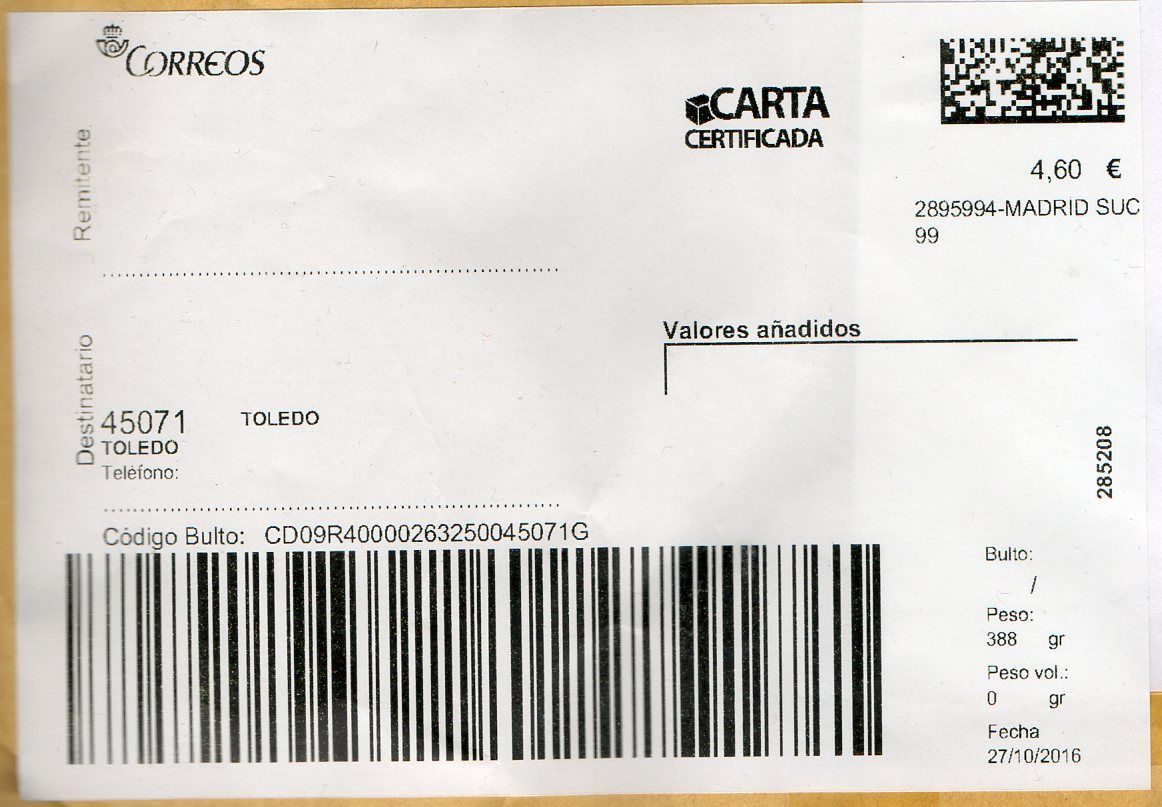 CORREOS
CARTA
CERTIFICADA
4,60 €
2895994-MADRID SUC
99
Remitente
Valores añadidos
Destinatario
45071 TOLEDO
TOLEDO
Teléfono:
285208
Código Bulto: CD09R40000263250045071G
Bulto:
/
Peso:
388 gr
Peso vol.:
0 gr
Fecha
27/10/2016